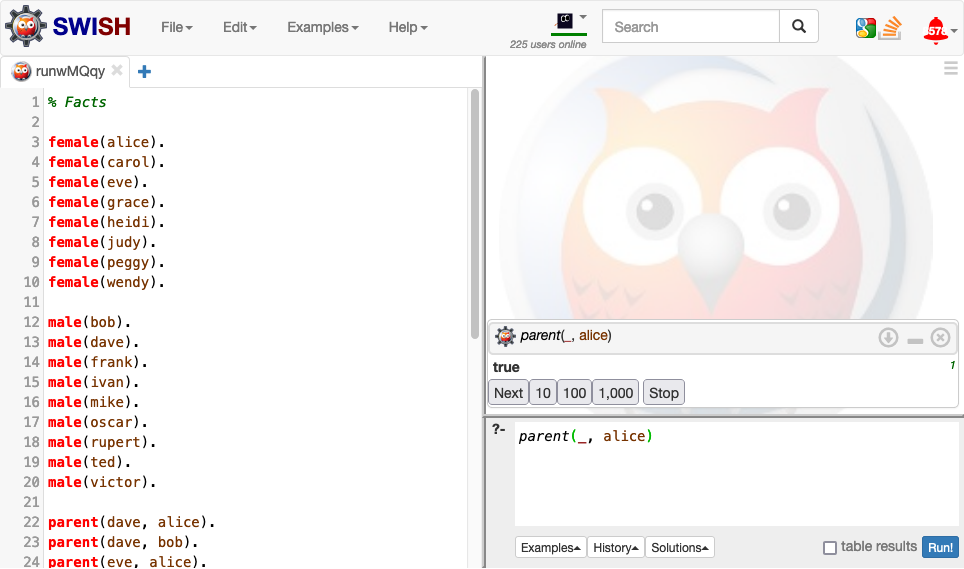 SWISH File Edit Examples Help CC 225 users online Search 576
runwMQqy
1 % Facts
2
3 female(alice).
4 female(carol).
5 female(eve).
6 female(grace).
7 female(heidi).
8 female(judy).
9 female(peggy).
10 female(wendy).
11
12 male(bob).
13 male(dave).
14 male(frank).
15 male(ivan).
16 male(mike).
17 male(oscar).
18 male(rupert).
19 male(ted).
20 male(victor).
21
22 parent(dave, alice).
23 parent(dave, bob).
24 parent(eve, alice).
parent(_, alice)
true 1
Next 10 100 1,000 Stop
?- parent(_, alice)
Examples History Solutions table results Run!